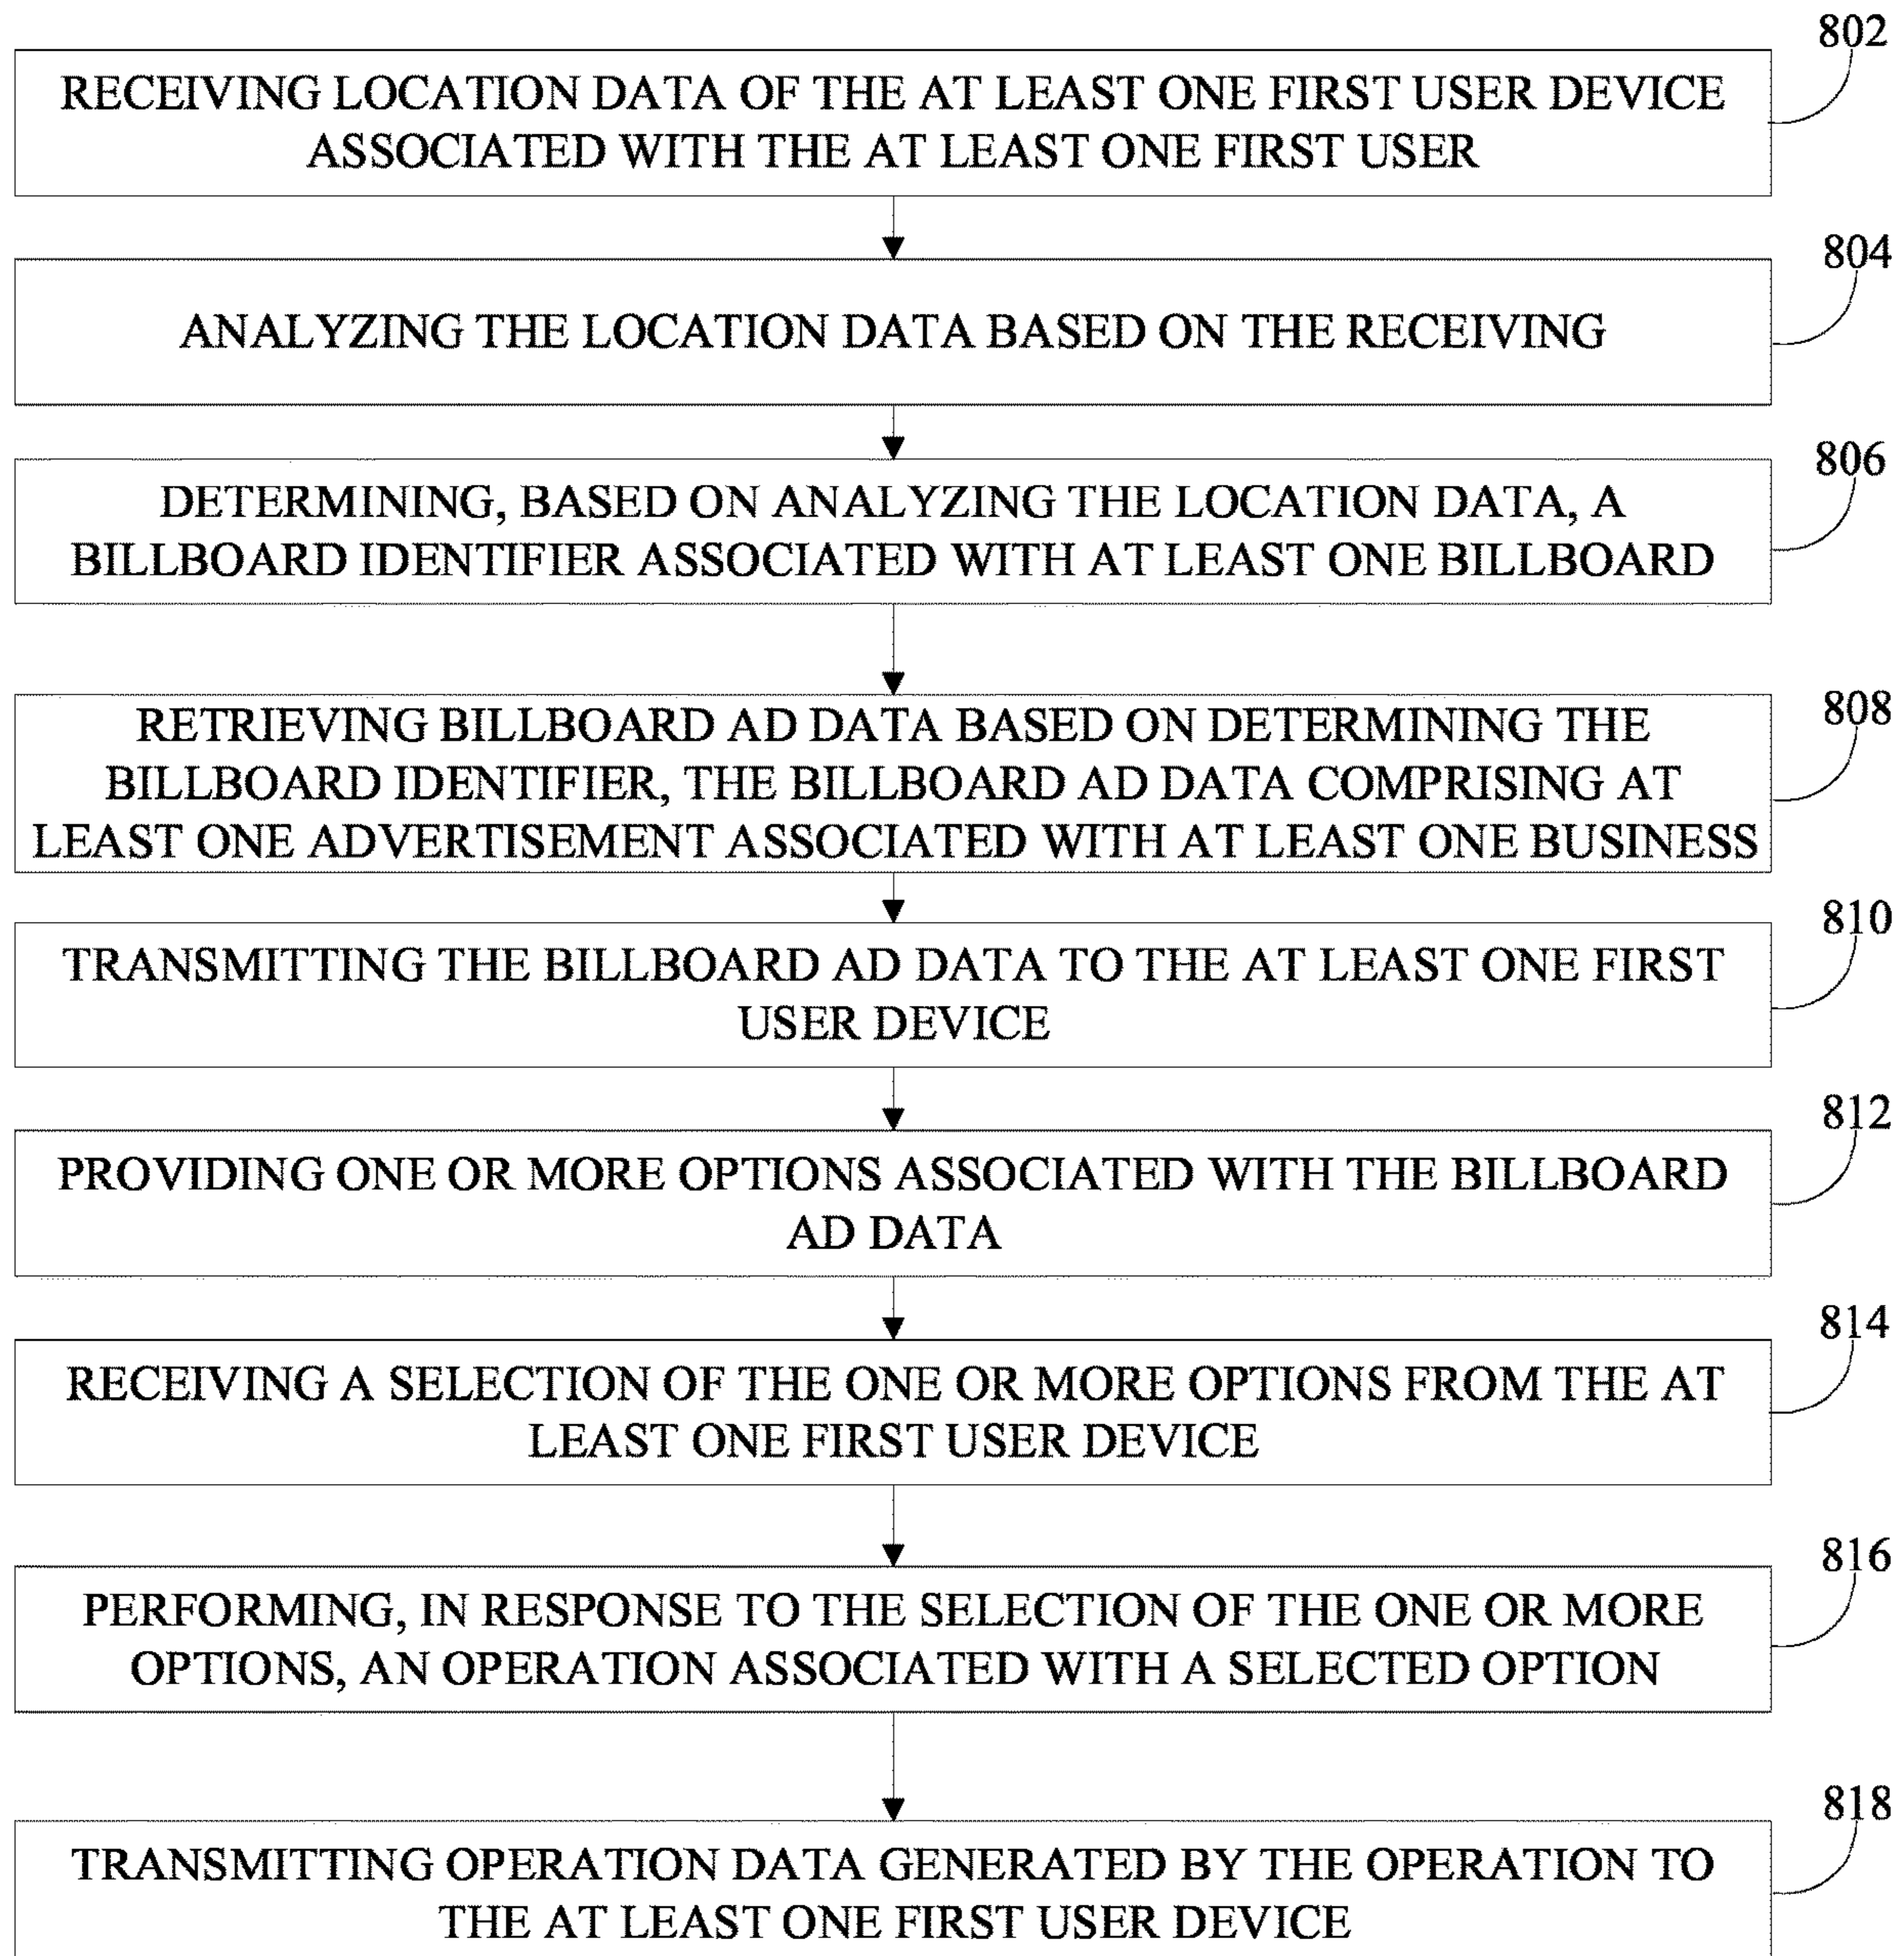 802
RECEIVING LOCATION DATA OF THE AT LEAST ONE FIRST USER DEVICE
ASSOCIATED WITH THE AT LEAST ONE FIRST USER
804
ANALYZING THE LOCATION DATA BASED ON THE RECEIVING
806
DETERMINING, BASED ON ANALYZING THE LOCATION DATA, A
BILLBOARD IDENTIFIER ASSOCIATED WITH AT LEAST ONE BILLBOARD
808
RETRIEVING BILLBOARD AD DATA BASED ON DETERMINING THE
BILLBOARD IDENTIFIER, THE BILLBOARD AD DATA COMPRISING AT
LEAST ONE ADVERTISEMENT ASSOCIATED WITH AT LEAST ONE BUSINESS
810
TRANSMITTING THE BILLBOARD AD DATA TO THE AT LEAST ONE FIRST
USER DEVICE
812
PROVIDING ONE OR MORE OPTIONS ASSOCIATED WITH THE BILLBOARD
AD DATA
814
RECEIVING A SELECTION OF THE ONE OR MORE OPTIONS FROM THE AT
LEAST ONE FIRST USER DEVICE
816
PERFORMING, IN RESPONSE TO THE SELECTION OF THE ONE OR MORE
OPTIONS, AN OPERATION ASSOCIATED WITH A SELECTED OPTION
818
TRANSMITTING OPERATION DATA GENERATED BY THE OPERATION TO
THE AT LEAST ONE FIRST USER DEVICE